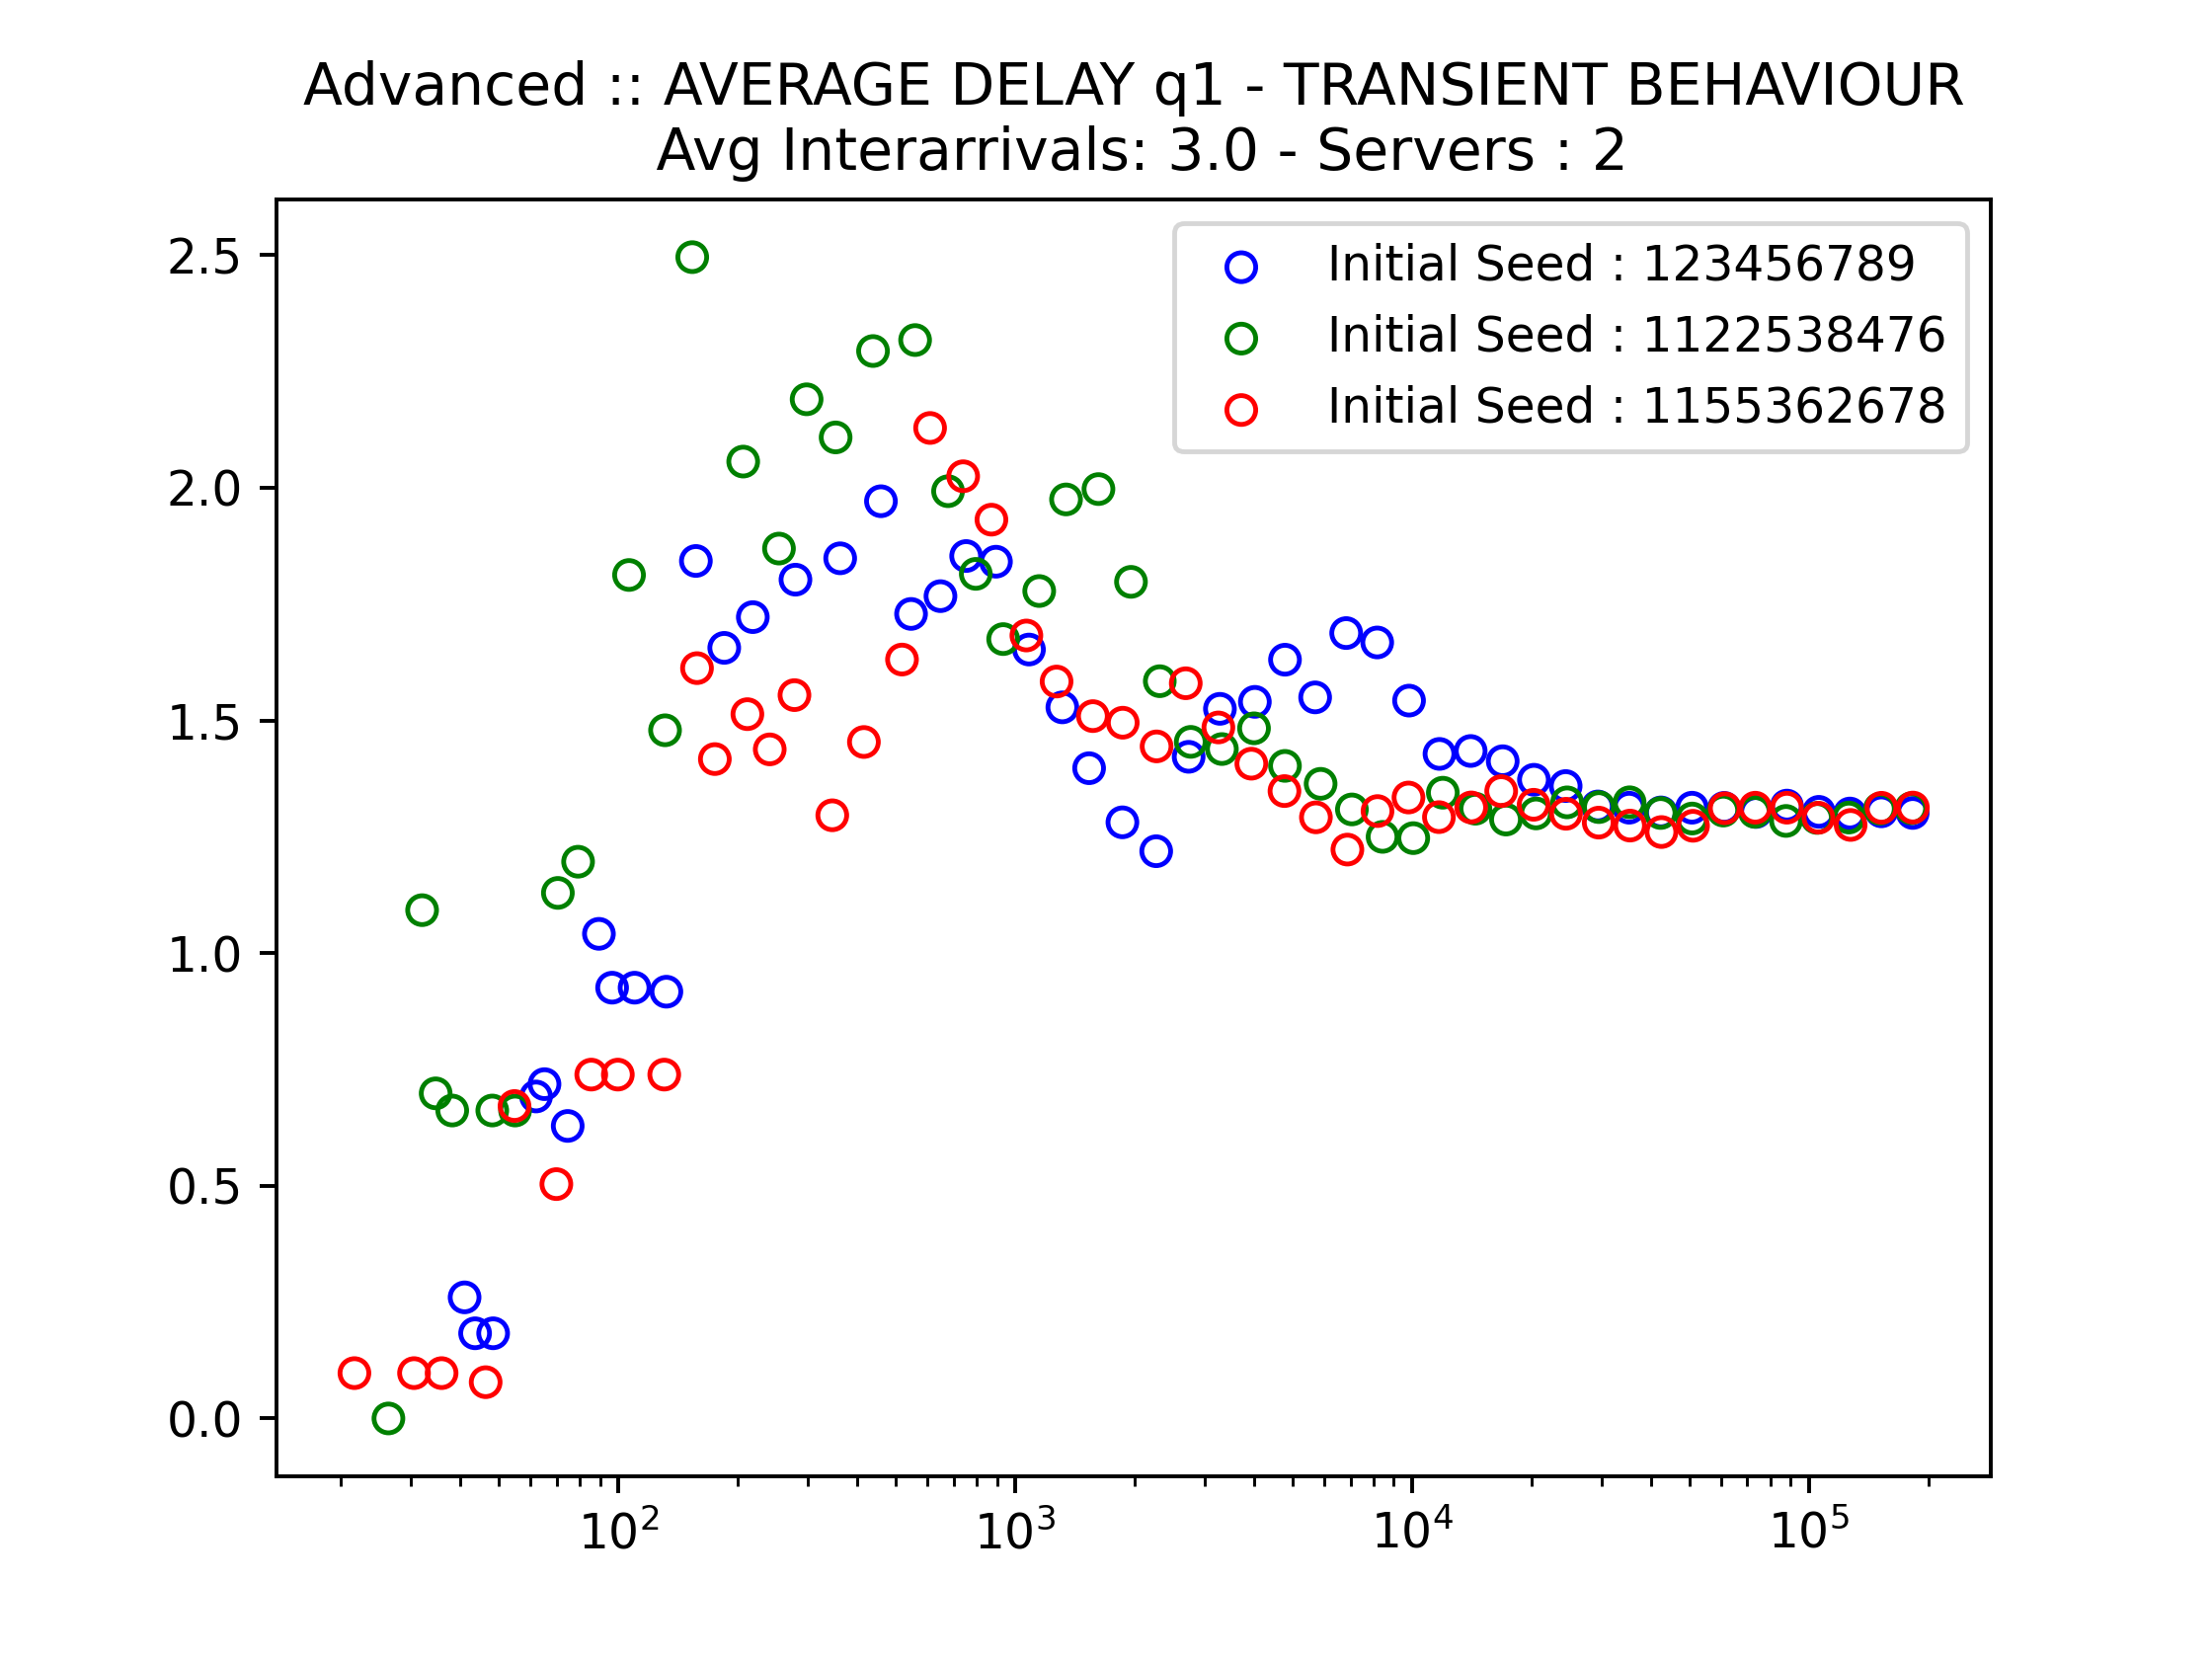 Advanced :: AVERAGE DELAY q1 - TRANSIENT BEHAVIOUR
Avg Interarrivals: 3.0 - Servers : 2
Initial Seed : 123456789
Initial Seed : 1122538476
Initial Seed : 1155362678
2.5
2.0
1.5
1.0
0.5
0.0
10² 10³ 10⁴ 10⁵